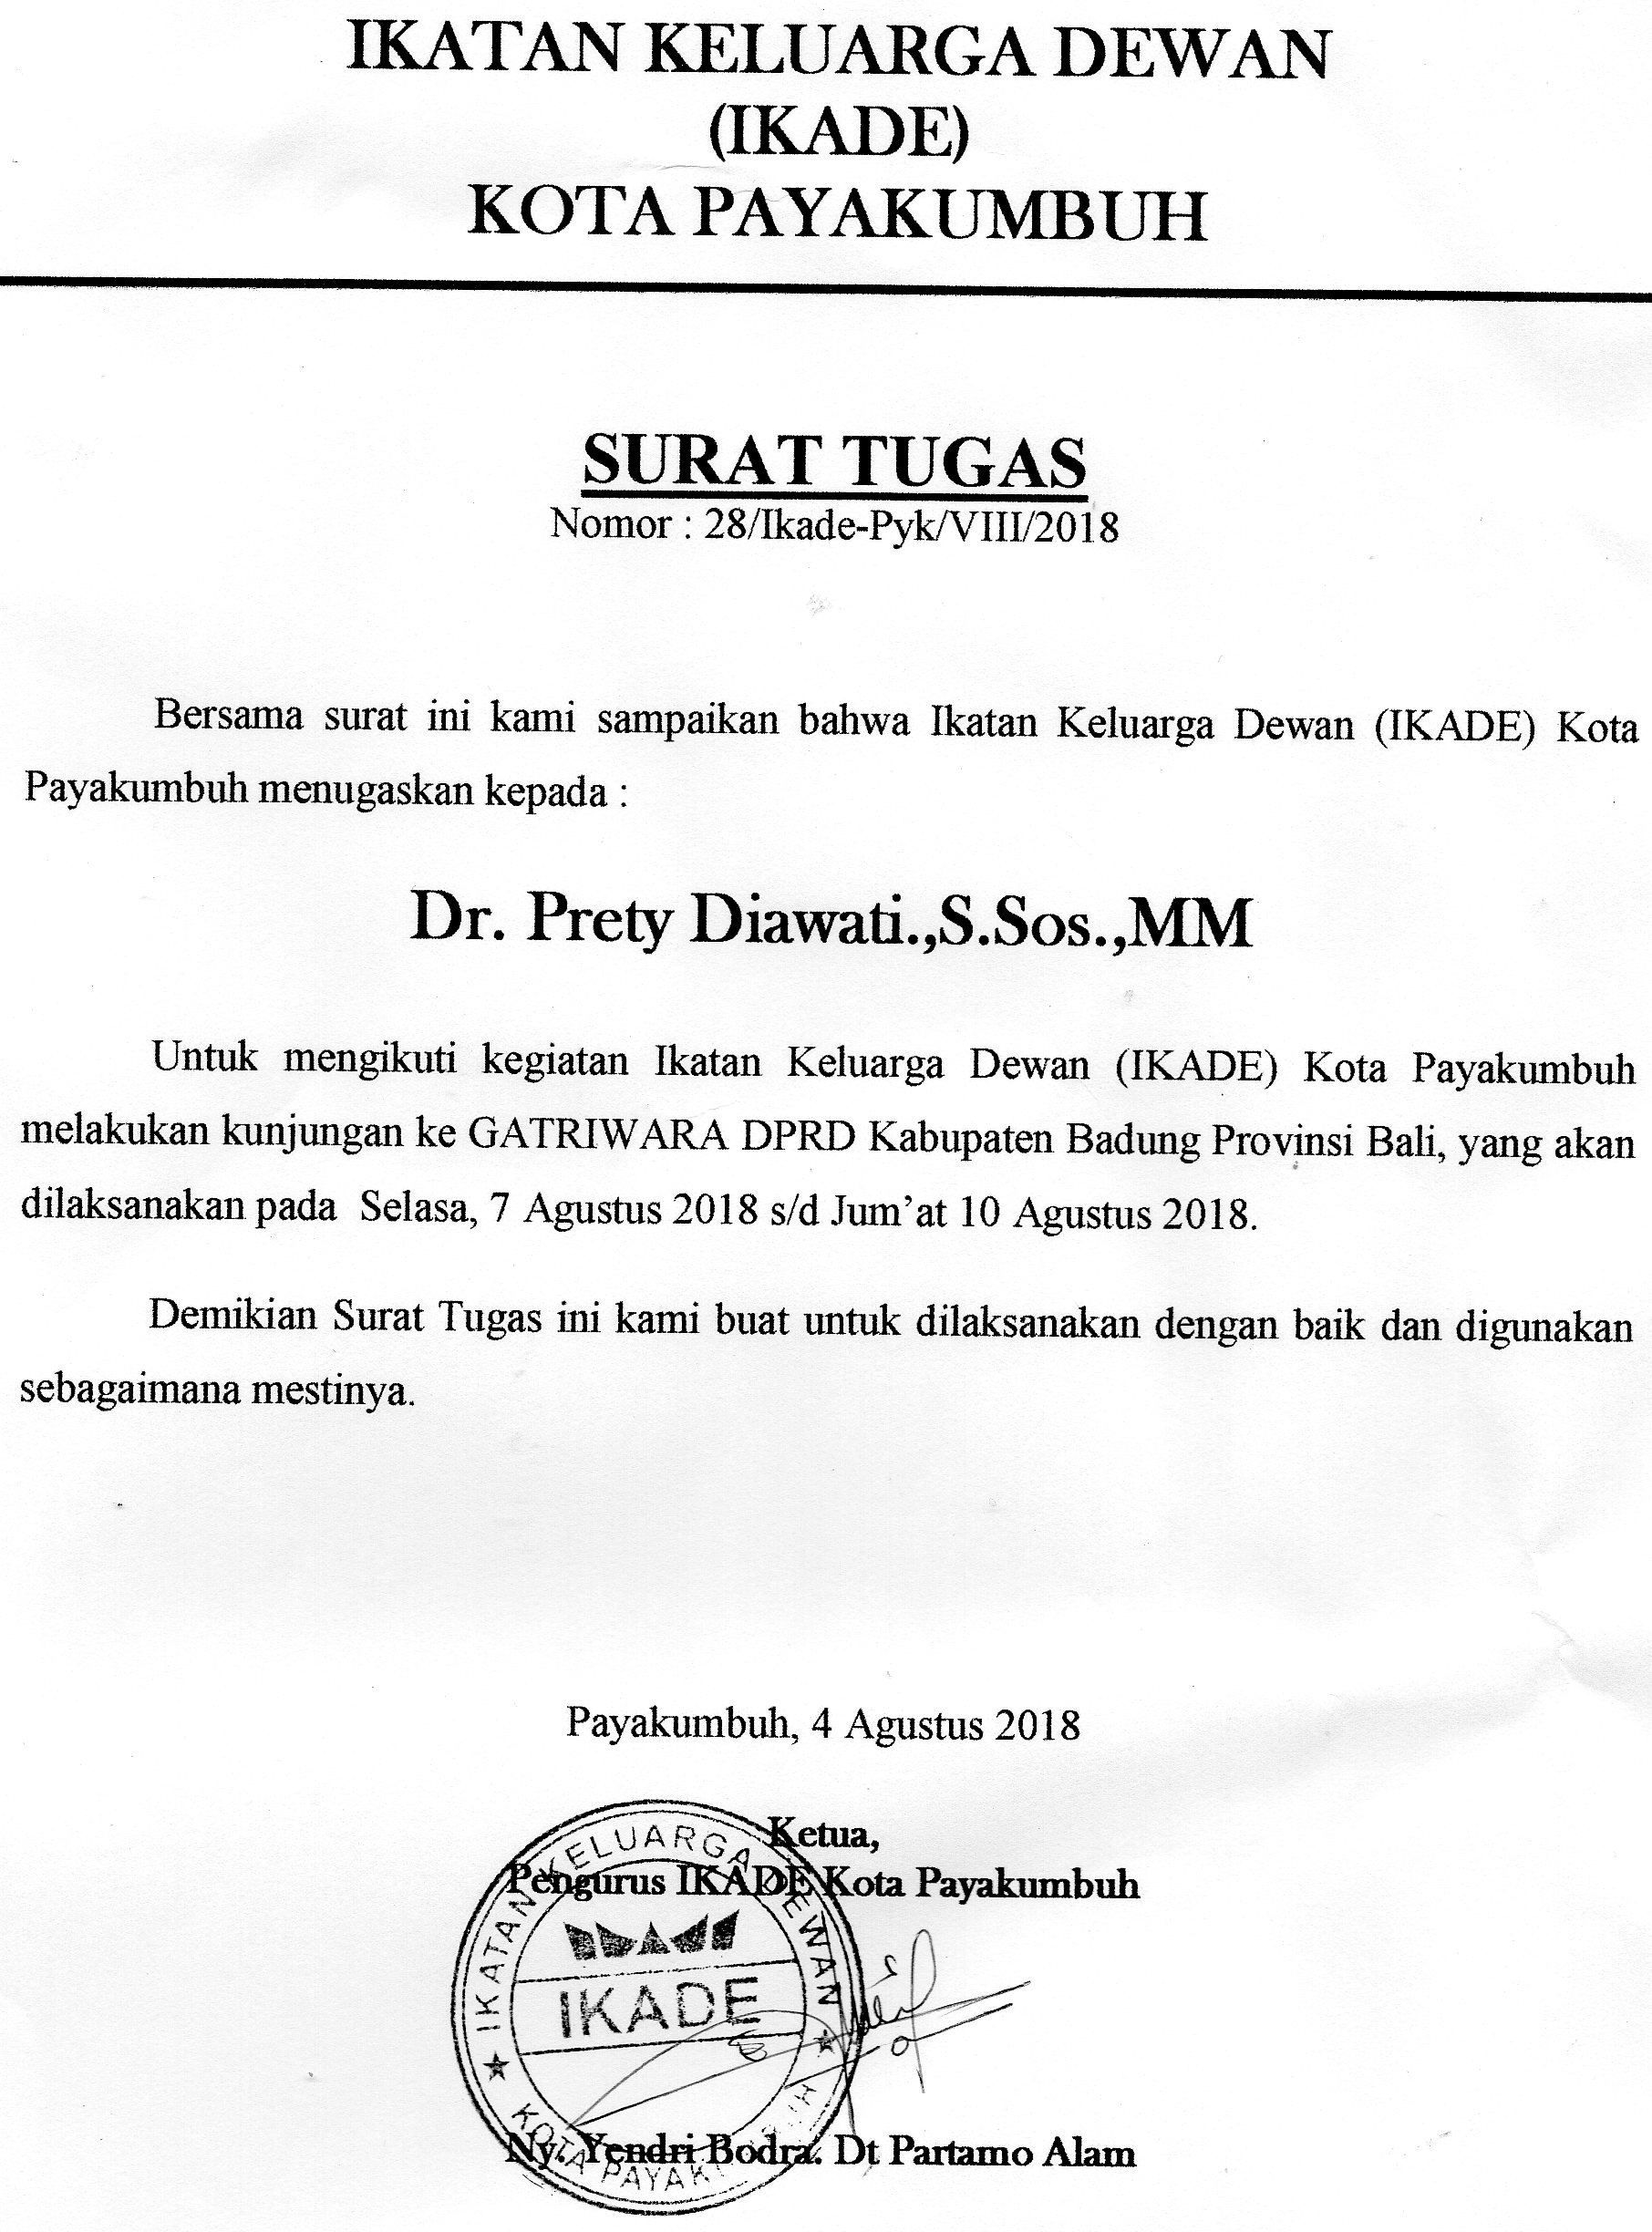 IKATAN KELUARGA DEWAN
(IKADE)
KOTA PAYAKUMBUH
SURAT TUGAS
Nomor : 28/Ikade-Pyk/VIII/2018
Bersama surat ini kami sampaikan bahwa Ikatan Keluarga Dewan (IKADE) Kota
Payakumbuh menugaskan kepada :
Dr. Prety Diawati.,S.Sos.,MM
Untuk mengikuti kegiatan Ikatan Keluarga Dewan (IKADE) Kota Payakumbuh
melakukan kunjungan ke GATRIWARA DPRD Kabupaten Badung Provinsi Bali, yang akan
dilaksanakan pada Selasa, 7 Agustus 2018 s/d Jum’at 10 Agustus 2018.
Demikian Surat Tugas ini kami buat untuk dilaksanakan dengan baik dan digunakan
sebagaimana mestinya.
Payakumbuh, 4 Agustus 2018
Ketua,
Pengurus IKADE Kota Payakumbuh
IKATAN KELUARGA DEWAN
IKADE
KOTA
Ny. Yendri Bodra. Dt Partamo Alam